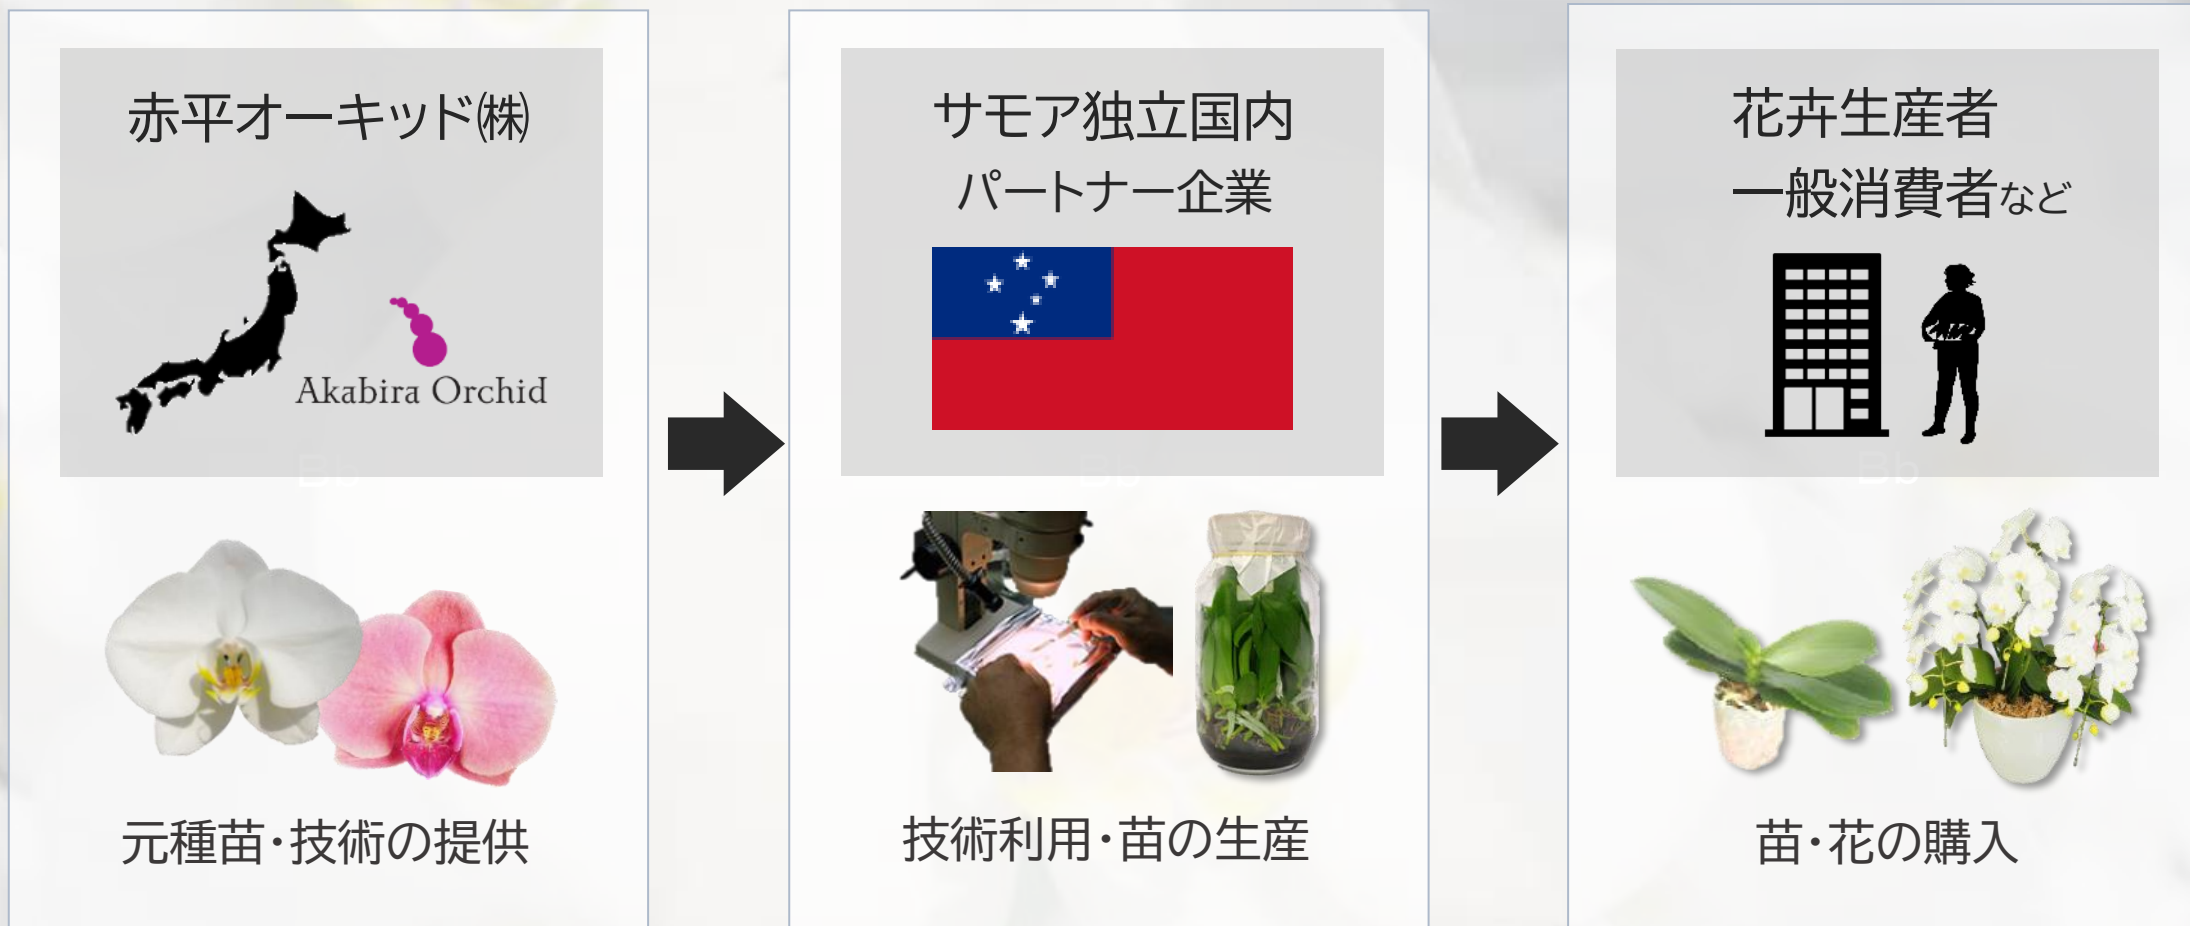 赤平オーキッド㈱
Akabira Orchid
Bb
元種苗・技術の提供
サモア独立国内
パートナー企業
Bb
技術利用・苗の生産
花卉生産者
一般消費者など
Bb
苗・花の購入